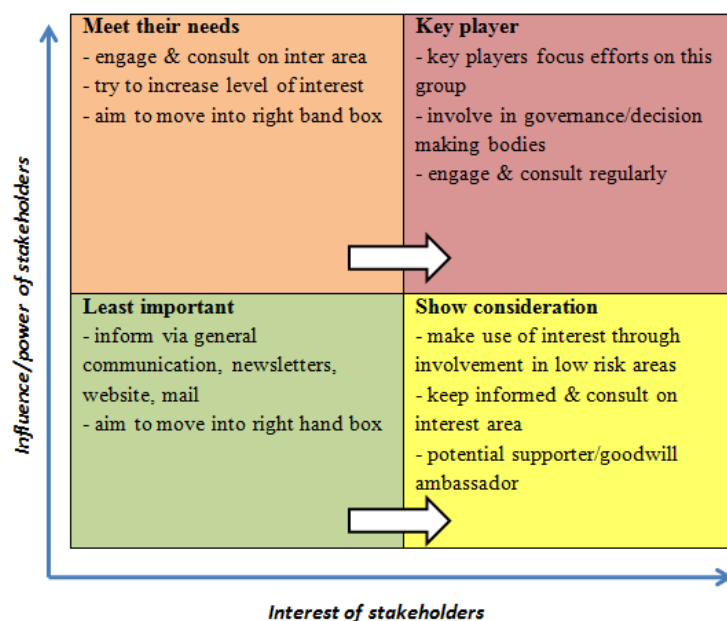 Meet their needs
- engage & consult on inter area
- try to increase level of interest
- aim to move into right band box
Key player
- key players focus efforts on this
group
- involve in governance/decision
making bodies
- engage & consult regularly
Least important
- inform via general
communication, newsletters,
website, mail
- aim to move into right hand box
Show consideration
- make use of interest through
involvement in low risk areas
- keep informed & consult on
interest area
- potential supporter/goodwill
ambassador
Influence/power of stakeholders
Interest of stakeholders